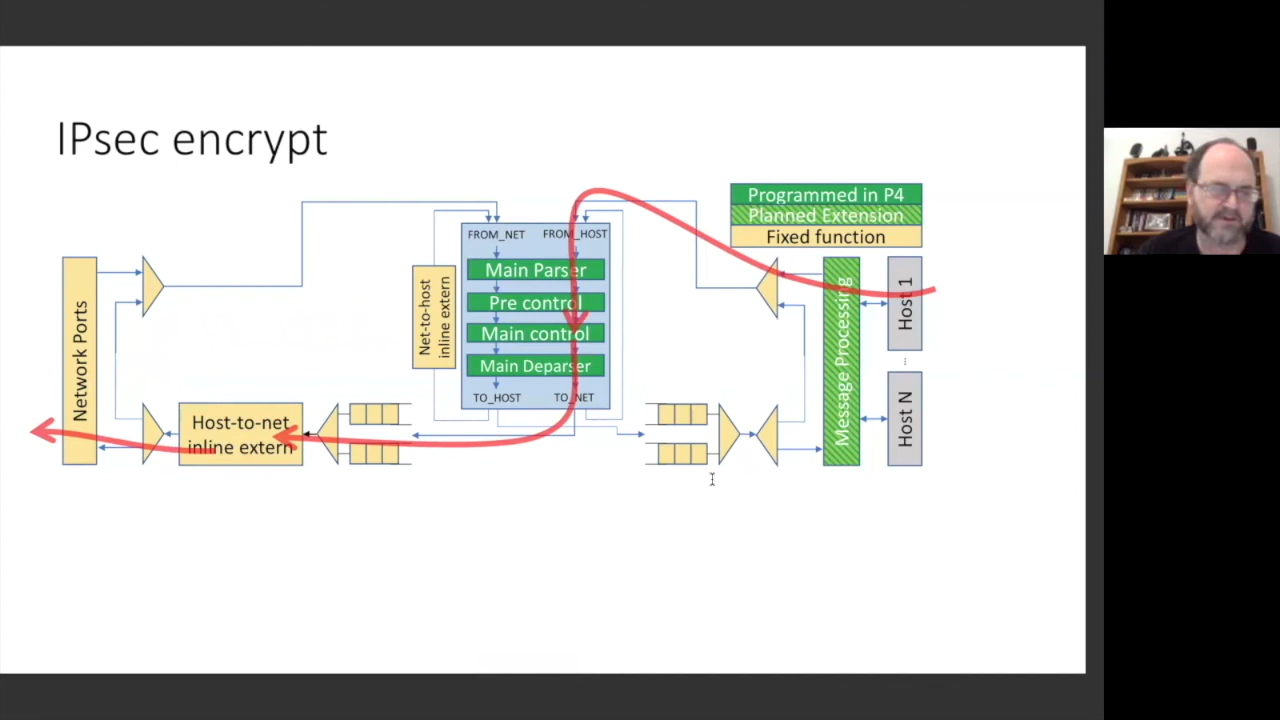 IPsec encrypt
Programmed in P4
Planned Extension
Fixed function
FROM_NET
FROM_HOST
Main Parser
Pre control
Main control
Main Deparser
TO_HOST
TO_NET
Network Ports
Net-to-host
inline extern
Host-to-net
inline extern
Message Processing
Host 1
...
Host N